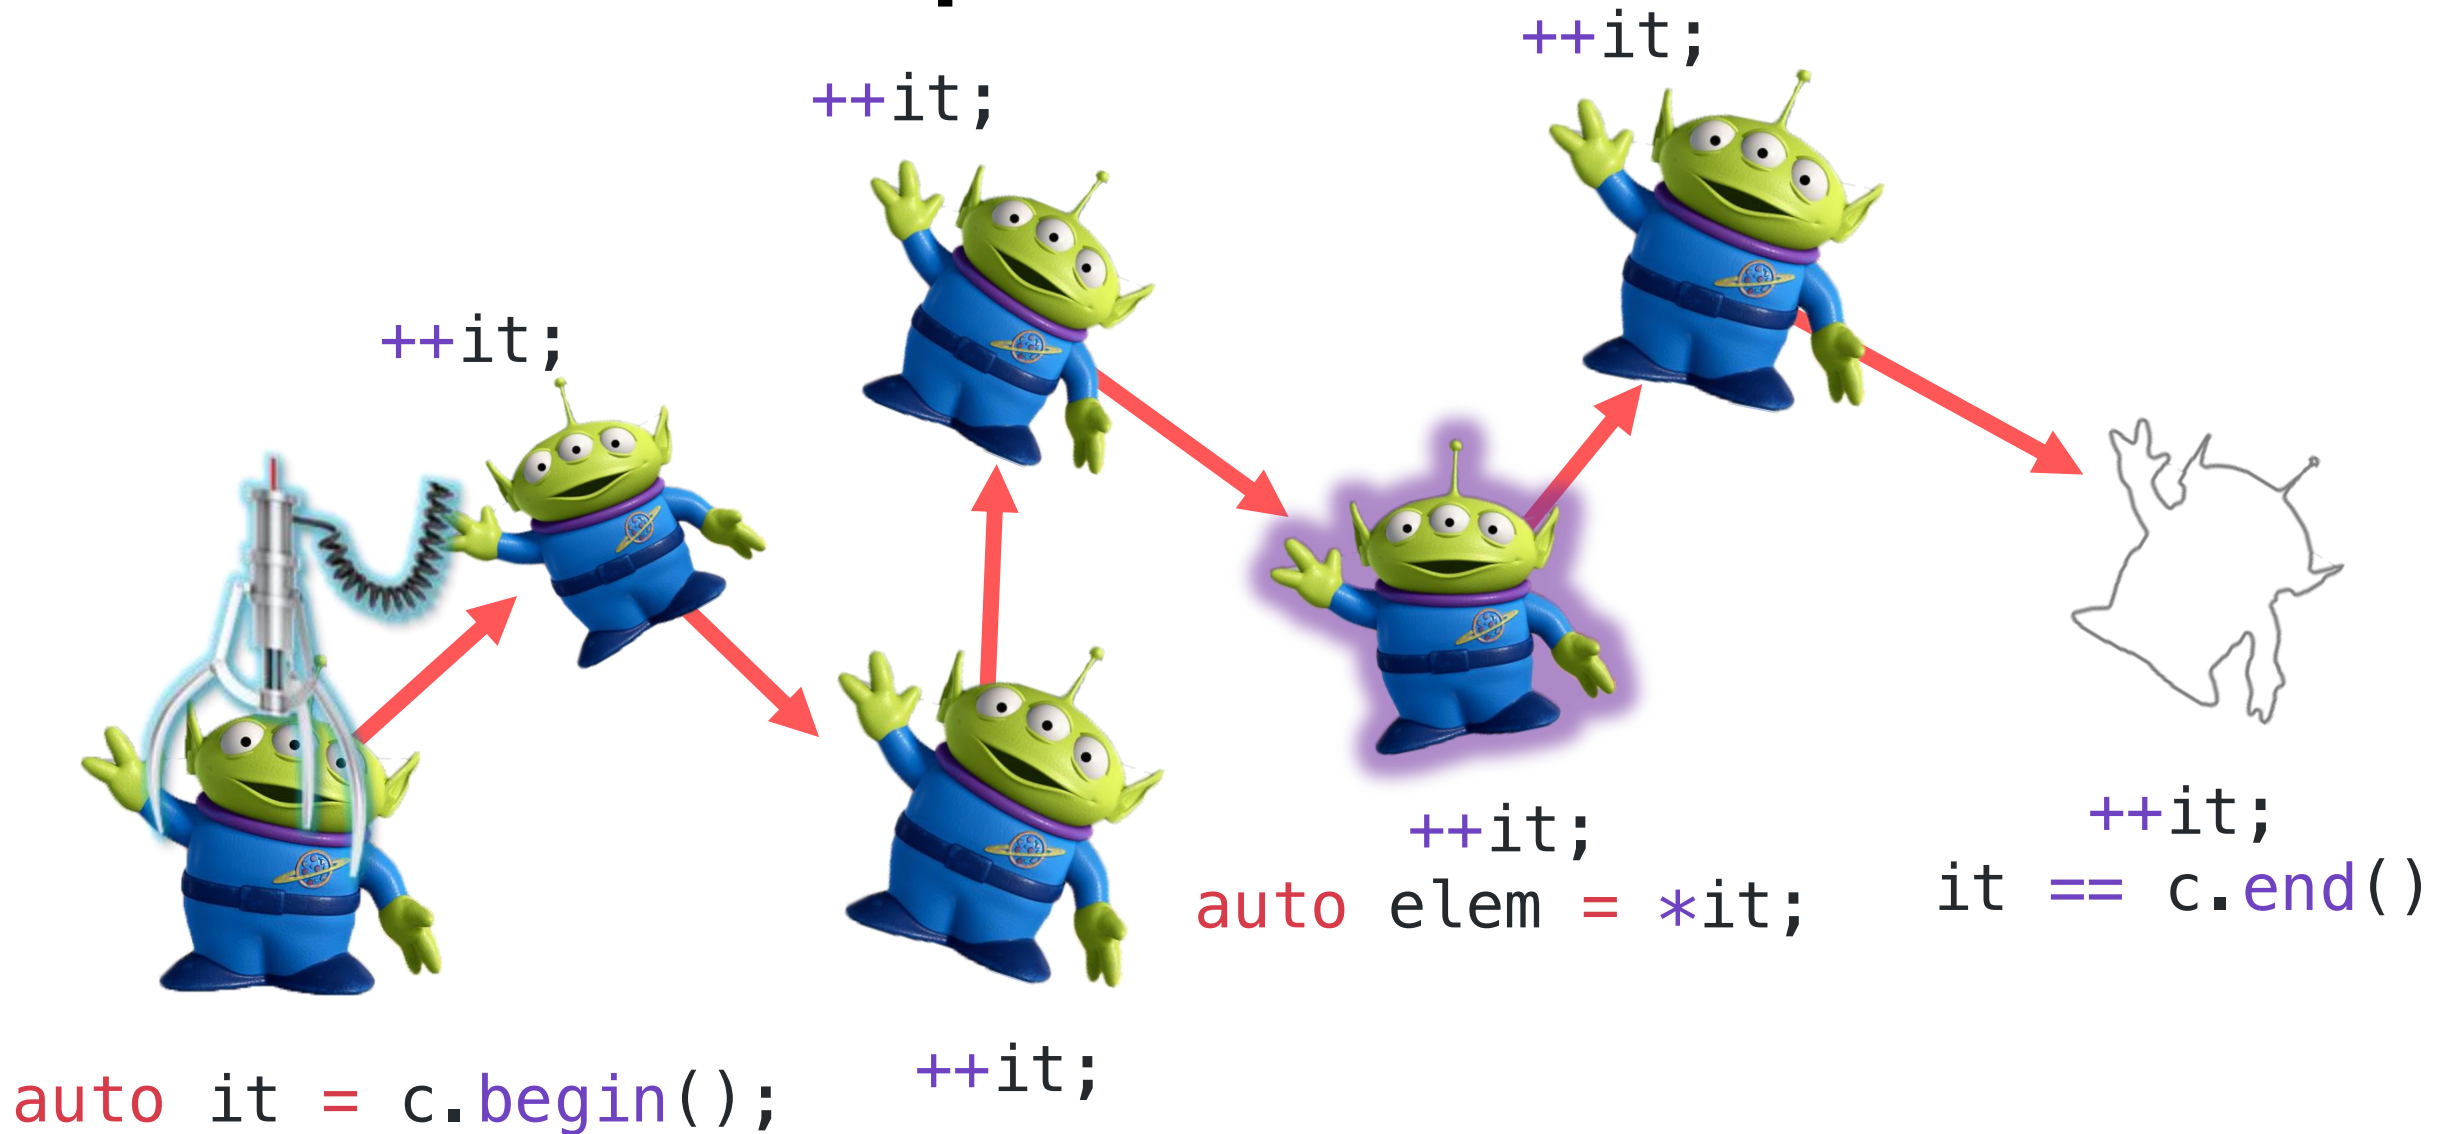 ++it;
++it;
++it;
++it;
auto elem = *it;
++it;
it == c.end()
++it;
auto it = c.begin();